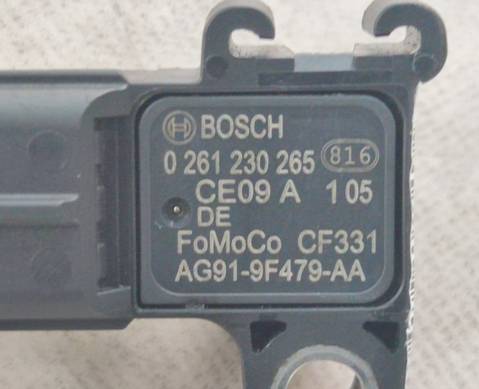 BOSCH
0 261 230 265 816
CE09 A 1 05
DE
FoMoCo CF331
AG91-9F479-AA